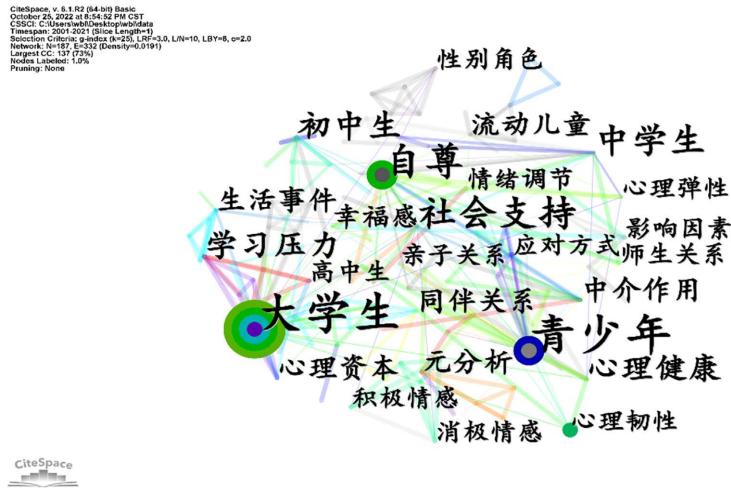 CiteSpace, v. 6.1.R2 (64-bit) Basic
October 25, 2022 at 8:54:52 PM CST
CSSCI: C:\Users\wbl\Desktop\wbl\data
Timespan: 2001-2021 (Slice Length=1)
Selection Criteria: g-index (k=25), LRF=3.0, L/N=10, LBY=8, e=2.0
Network: N=187, E=332 (Density=0.0191)
Largest CC: 137 (73%)
Nodes Labeled: 1.0%
Pruning: None
性别角色
初中生
流动儿童
中学生
自尊
情绪调节
心理弹性
生活事件
幸福感
社会支持
影响因素
学习压力
亲子关系
应对方式
师生关系
高中生
大学生
同伴关系
中介作用
青少年
心理资本
元分析
心理健康
积极情感
消极情感
心理韧性
CiteSpace